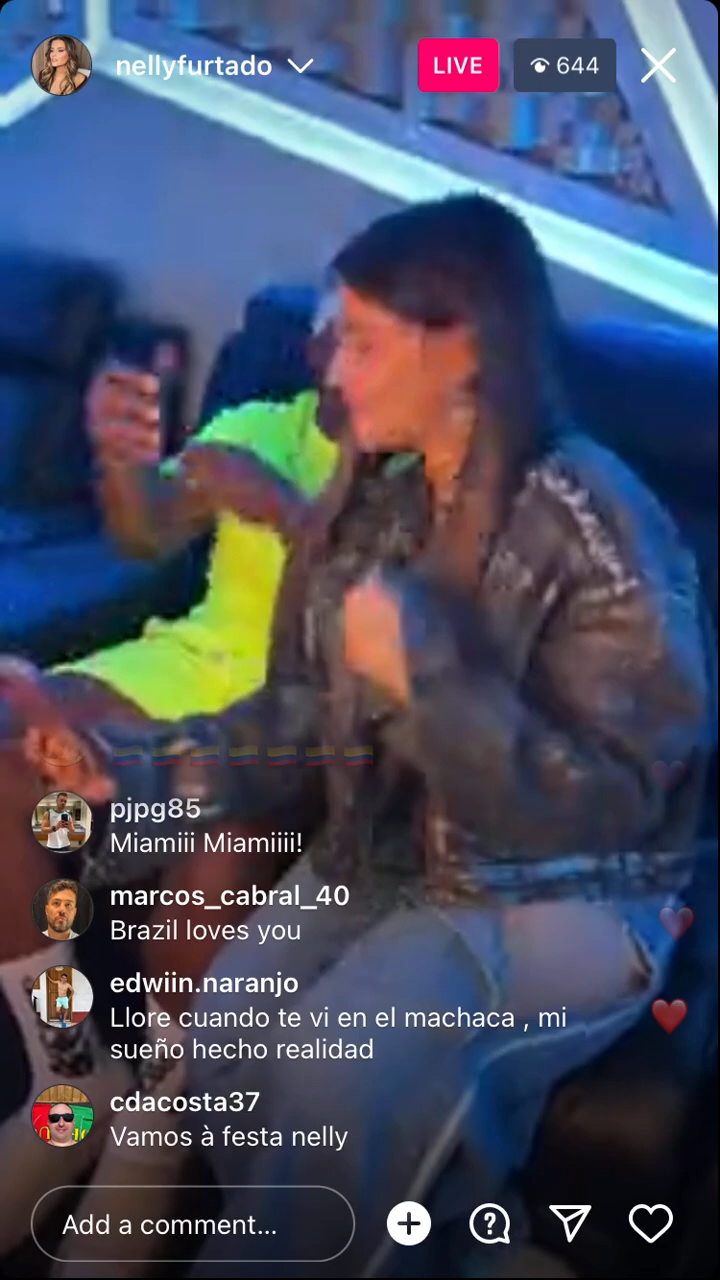 nellyfurtado
LIVE
644
pjpg85
Miamiii Miamiiii!
marcos_cabral_40
Brazil loves you
edwiin.naranjo
Llore cuando te vi en el machaca , mi
sueño hecho realidad
cdacosta37
Vamos à festa nelly
Add a comment...